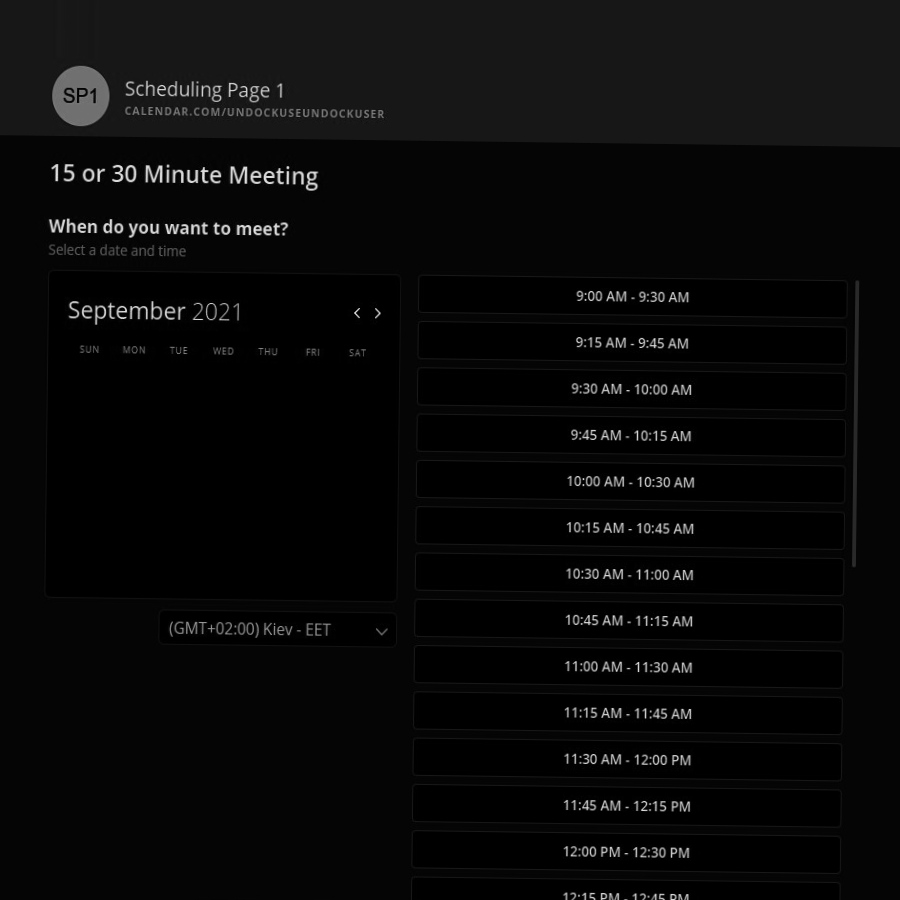 SP1
Scheduling Page 1
CALENDAR.COM/UNDOCKUSEUNDOCKUSER
15 or 30 Minute Meeting
When do you want to meet?
Select a date and time
September 2021
SUN MON TUE WED THU FRI SAT
(GMT+02:00) Kiev - EET
9:00 AM - 9:30 AM
9:15 AM - 9:45 AM
9:30 AM - 10:00 AM
9:45 AM - 10:15 AM
10:00 AM - 10:30 AM
10:15 AM - 10:45 AM
10:30 AM - 11:00 AM
10:45 AM - 11:15 AM
11:00 AM - 11:30 AM
11:15 AM - 11:45 AM
11:30 AM - 12:00 PM
11:45 AM - 12:15 PM
12:00 PM - 12:30 PM
12:15 PM - 12:45 PM